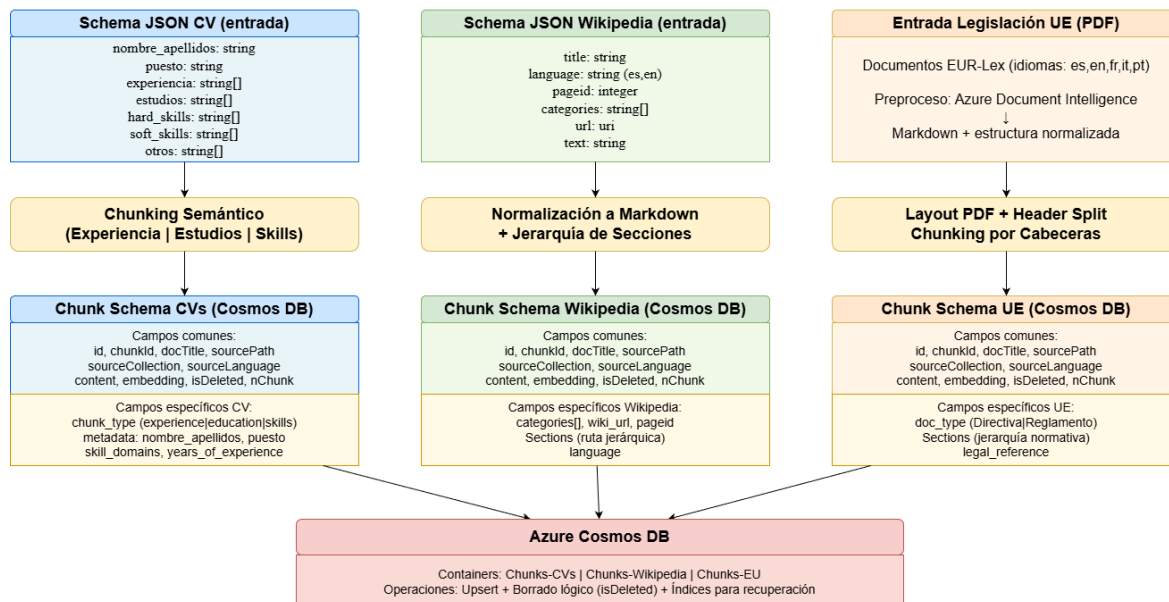 Schema JSON CV (entrada)
nombre_apellidos: string
puesto: string
experiencia: string[]
estudios: string[]
hard_skills: string[]
soft_skills: string[]
otros: string[]
Schema JSON Wikipedia (entrada)
title: string
language: string (es,en)
pageid: integer
categories: string[]
url: uri
text: string
Entrada Legislación UE (PDF)
Documentos EUR-Lex (idiomas: es,en,fr,it,pt)
Preproceso: Azure Document Intelligence
↓
Markdown + estructura normalizada
Chunking Semántico
(Experiencia | Estudios | Skills)
Normalización a Markdown
+ Jerarquía de Secciones
Layout PDF + Header Split
Chunking por Cabeceras
Chunk Schema CVs (Cosmos DB)
Campos comunes:
id, chunkId, docTitle, sourcePath
sourceCollection, sourceLanguage
content, embedding, isDeleted, nChunk
Campos específicos CV:
chunk_type (experience|education|skills)
metadata: nombre_apellidos, puesto
skill_domains, years_of_experience
Chunk Schema Wikipedia (Cosmos DB)
Campos comunes:
id, chunkId, docTitle, sourcePath
sourceCollection, sourceLanguage
content, embedding, isDeleted, nChunk
Campos específicos Wikipedia:
categories[], wiki_url, pageid
Sections (ruta jerárquica)
language
Chunk Schema UE (Cosmos DB)
Campos comunes:
id, chunkId, docTitle, sourcePath
sourceCollection, sourceLanguage
content, embedding, isDeleted, nChunk
Campos específicos UE:
doc_type (Directiva|Reglamento)
Sections (jerarquía normativa)
legal_reference
Azure Cosmos DB
Containers: Chunks-CVs | Chunks-Wikipedia | Chunks-EU
Operaciones: Upsert + Borrado lógico (isDeleted) + Índices para recuperación